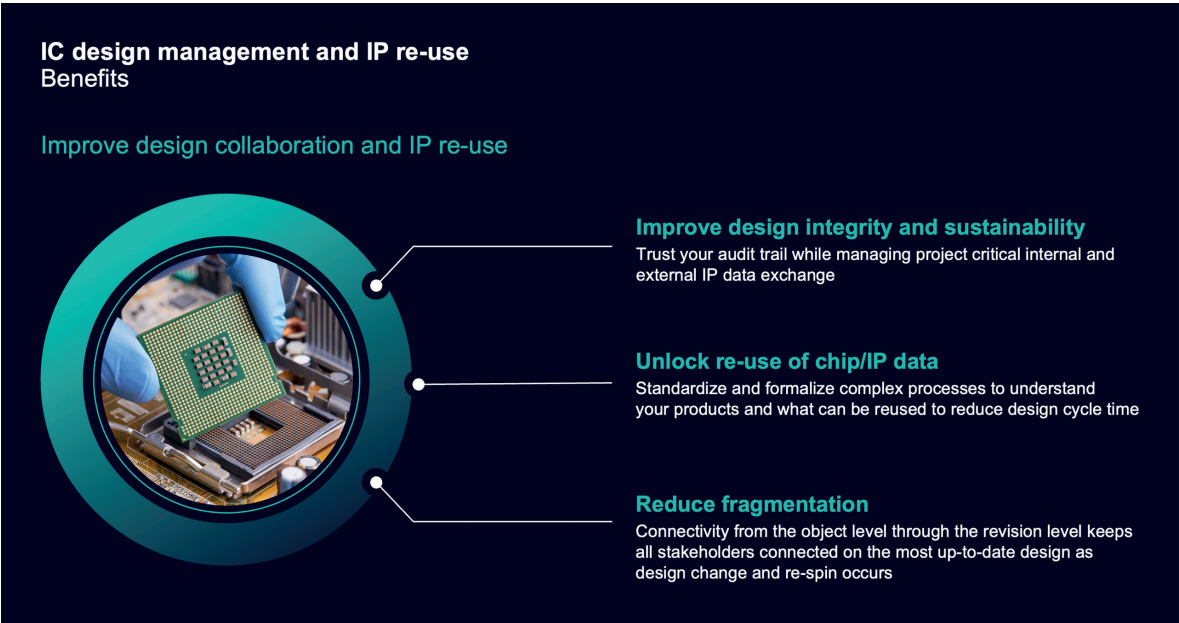 IC design management and IP re-use
Benefits
Improve design collaboration and IP re-use
Improve design integrity and sustainability
Trust your audit trail while managing project critical internal and
external IP data exchange
Unlock re-use of chip/IP data
Standardize and formalize complex processes to understand
your products and what can be reused to reduce design cycle time
Reduce fragmentation
Connectivity from the object level through the revision level keeps
all stakeholders connected on the most up-to-date design as
design change and re-spin occurs